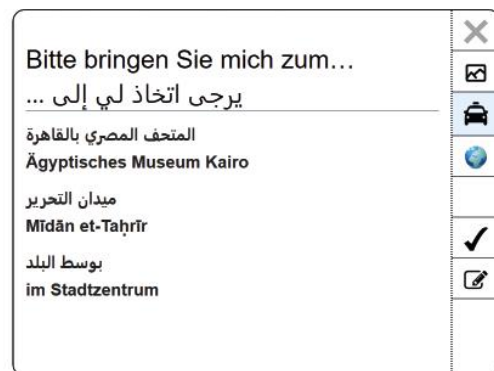 Bitte bringen Sie mich zum…
يرجى اتخاذ لي إلى ...
المتحف المصري بالقاهرة
Ägyptisches Museum Kairo
ميدان التحرير
Mīdān et-Taḥrīr
بوسط البلد
im Stadtzentrum